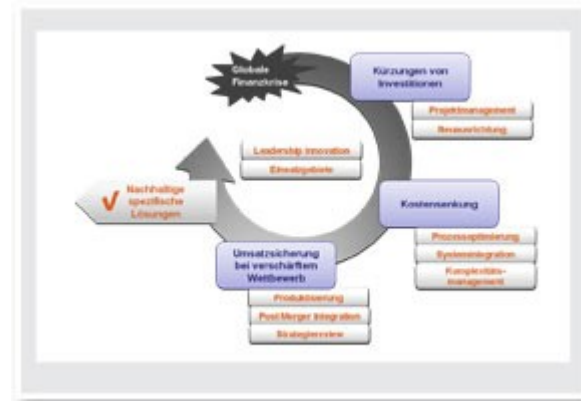 Globale
Finanzkrise
Kürzungen von
Investitionen
Projektmanagement
Neuausrichtung
Leadership Innovation
Einsatzgebiete
Kostensenkung
Prozessoptimierung
Systemintegration
Komplexitäts-
management
Umsatzsicherung
bei verschärftem
Wettbewerb
Produktisierung
Post Merger Integration
Strategiereview
Nachhaltige
spezifische
Lösungen